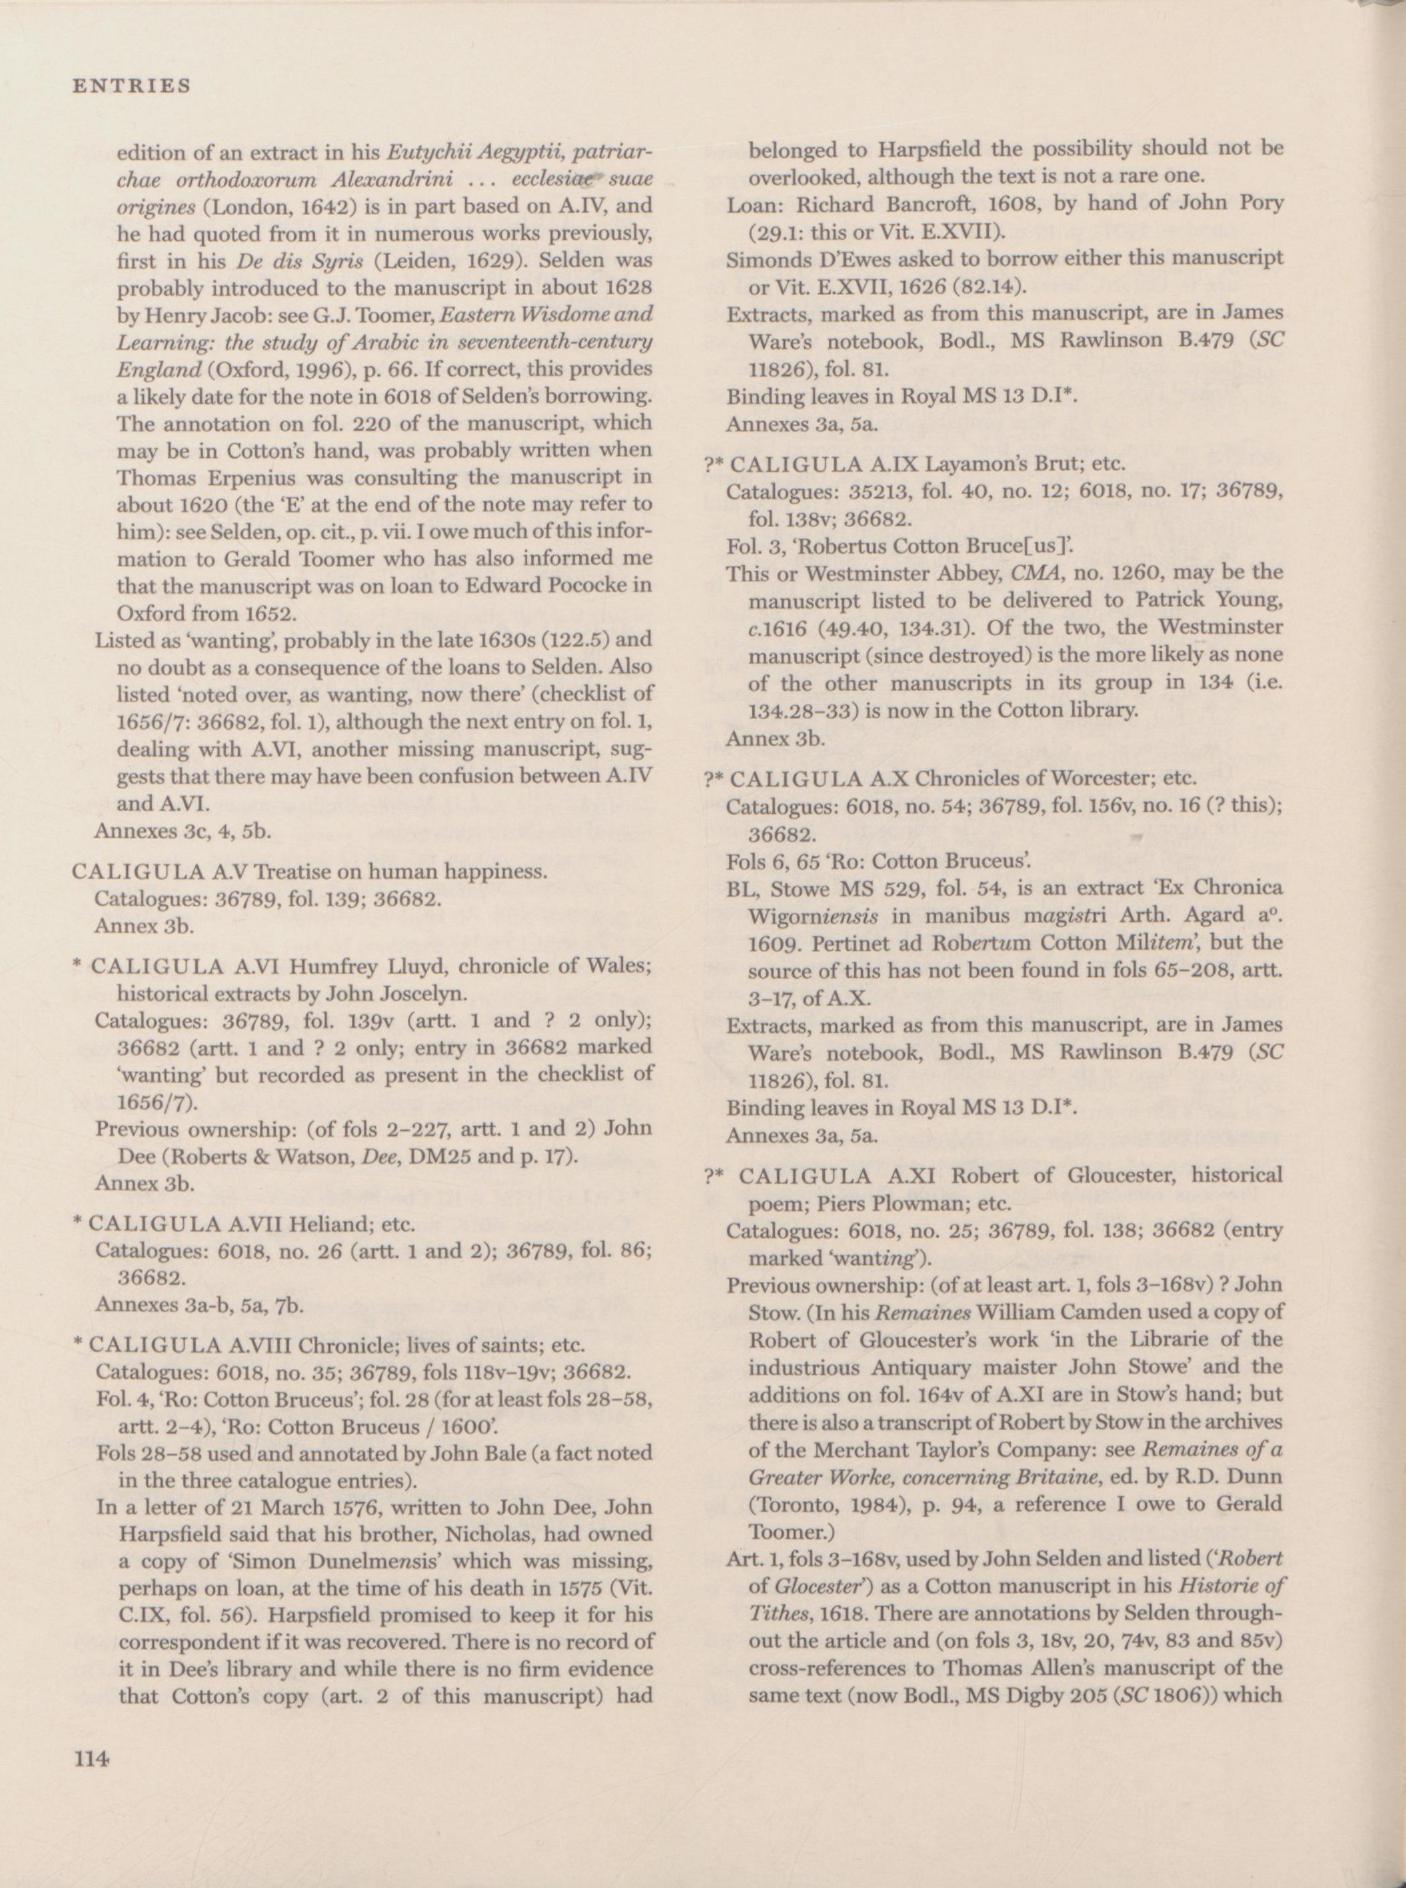 ENTRIES
edition of an extract in his Eutychii Aegyptii, patriar-
chae orthodoxorum Alexandrini ... ecclesiae suae
origines (London, 1642) is in part based on A.IV, and
he had quoted from it in numerous works previously,
first in his De dis Syris (Leiden, 1629). Selden was
probably introduced to the manuscript in about 1628
by Henry Jacob: see G.J. Toomer, Eastern Wisdome and
Learning: the study of Arabic in seventeenth-century
England (Oxford, 1996), p. 66. If correct, this provides
a likely date for the note in 6018 of Selden's borrowing.
The annotation on fol. 220 of the manuscript, which
may be in Cotton's hand, was probably written when
Thomas Erpenius was consulting the manuscript in
about 1620 (the 'E' at the end of the note may refer to
him): see Selden, op. cit., p. vii. I owe much of this infor-
mation to Gerald Toomer who has also informed me
that the manuscript was on loan to Edward Pococke in
Oxford from 1652.
Listed as 'wanting', probably in the late 1630s (122.5) and
no doubt as a consequence of the loans to Selden. Also
listed 'noted over, as wanting, now there' (checklist of
1656/7: 36682, fol. 1), although the next entry on fol. 1,
dealing with A.VI, another missing manuscript, sug-
gests that there may have been confusion between A.IV
and A.VI.
Annexes 3c, 4, 5b.
CALIGULA A.V Treatise on human happiness.
Catalogues: 36789, fol. 139; 36682.
Annex 3b.
* CALIGULA A.VI Humfrey Lluyd, chronicle of Wales;
historical extracts by John Joscelyn.
Catalogues: 36789, fol. 139v (artt. 1 and ? 2 only);
36682 (artt. 1 and ? 2 only; entry in 36682 marked
'wanting' but recorded as present in the checklist of
1656/7).
Previous ownership: (of fols 2–227, artt. 1 and 2) John
Dee (Roberts & Watson, Dee, DM25 and p. 17).
Annex 3b.
* CALIGULA A.VII Heliand; etc.
Catalogues: 6018, no. 26 (artt. 1 and 2); 36789, fol. 86;
36682.
Annexes 3a-b, 5a, 7b.
* CALIGULA A.VIII Chronicle; lives of saints; etc.
Catalogues: 6018, no. 35; 36789, fols 118v–19v; 36682.
Fol. 4, 'Ro: Cotton Bruceus'; fol. 28 (for at least fols 28–58,
artt. 2–4), 'Ro: Cotton Bruceus / 1600'.
Fols 28–58 used and annotated by John Bale (a fact noted
in the three catalogue entries).
In a letter of 21 March 1576, written to John Dee, John
Harpsfield said that his brother, Nicholas, had owned
a copy of 'Simon Dunelmensis' which was missing,
perhaps on loan, at the time of his death in 1575 (Vit.
C.IX, fol. 56). Harpsfield promised to keep it for his
correspondent if it was recovered. There is no record of
it in Dee's library and while there is no firm evidence
that Cotton's copy (art. 2 of this manuscript) had
belonged to Harpsfield the possibility should not be
overlooked, although the text is not a rare one.
Loan: Richard Bancroft, 1608, by hand of John Pory
(29.1: this or Vit. E.XVII).
Simonds D'Ewes asked to borrow either this manuscript
or Vit. E.XVII, 1626 (82.14).
Extracts, marked as from this manuscript, are in James
Ware's notebook, Bodl., MS Rawlinson B.479 (SC
11826), fol. 81.
Binding leaves in Royal MS 13 D.I*.
Annexes 3a, 5a.
?* CALIGULA A.IX Layamon's Brut; etc.
Catalogues: 35213, fol. 40, no. 12; 6018, no. 17; 36789,
fol. 138v; 36682.
Fol. 3, 'Robertus Cotton Bruce[us]'.
This or Westminster Abbey, CMA, no. 1260, may be the
manuscript listed to be delivered to Patrick Young,
c.1616 (49.40, 134.31). Of the two, the Westminster
manuscript (since destroyed) is the more likely as none
of the other manuscripts in its group in 134 (i.e.
134.28–33) is now in the Cotton library.
Annex 3b.
?* CALIGULA A.X Chronicles of Worcester; etc.
Catalogues: 6018, no. 54; 36789, fol. 156v, no. 16 (? this);
36682.
Fols 6, 65 'Ro: Cotton Bruceus'.
BL, Stowe MS 529, fol. 54, is an extract 'Ex Chronica
Wigorniensis in manibus magistri Arth. Agard aº.
1609. Pertinet ad Robertum Cotton Militem', but the
source of this has not been found in fols 65–208, artt.
3–17, of A.X.
Extracts, marked as from this manuscript, are in James
Ware's notebook, Bodl., MS Rawlinson B.479 (SC
11826), fol. 81.
Binding leaves in Royal MS 13 D.I*.
Annexes 3a, 5a.
?* CALIGULA A.XI Robert of Gloucester, historical
poem; Piers Plowman; etc.
Catalogues: 6018, no. 25; 36789, fol. 138; 36682 (entry
marked 'wanting').
Previous ownership: (of at least art. 1, fols 3–168v) ? John
Stow. (In his Remaines William Camden used a copy of
Robert of Gloucester's work 'in the Librarie of the
industrious Antiquary maister John Stowe' and the
additions on fol. 164v of A.XI are in Stow's hand; but
there is also a transcript of Robert by Stow in the archives
of the Merchant Taylor's Company: see Remaines of a
Greater Worke, concerning Britaine, ed. by R.D. Dunn
(Toronto, 1984), p. 94, a reference I owe to Gerald
Toomer.)
Art. 1, fols 3–168v, used by John Selden and listed ('Robert
of Glocester') as a Cotton manuscript in his Historie of
Tithes, 1618. There are annotations by Selden through-
out the article and (on fols 3, 18v, 20, 74v, 83 and 85v)
cross-references to Thomas Allen's manuscript of the
same text (now Bodl., MS Digby 205 (SC 1806)) which
114